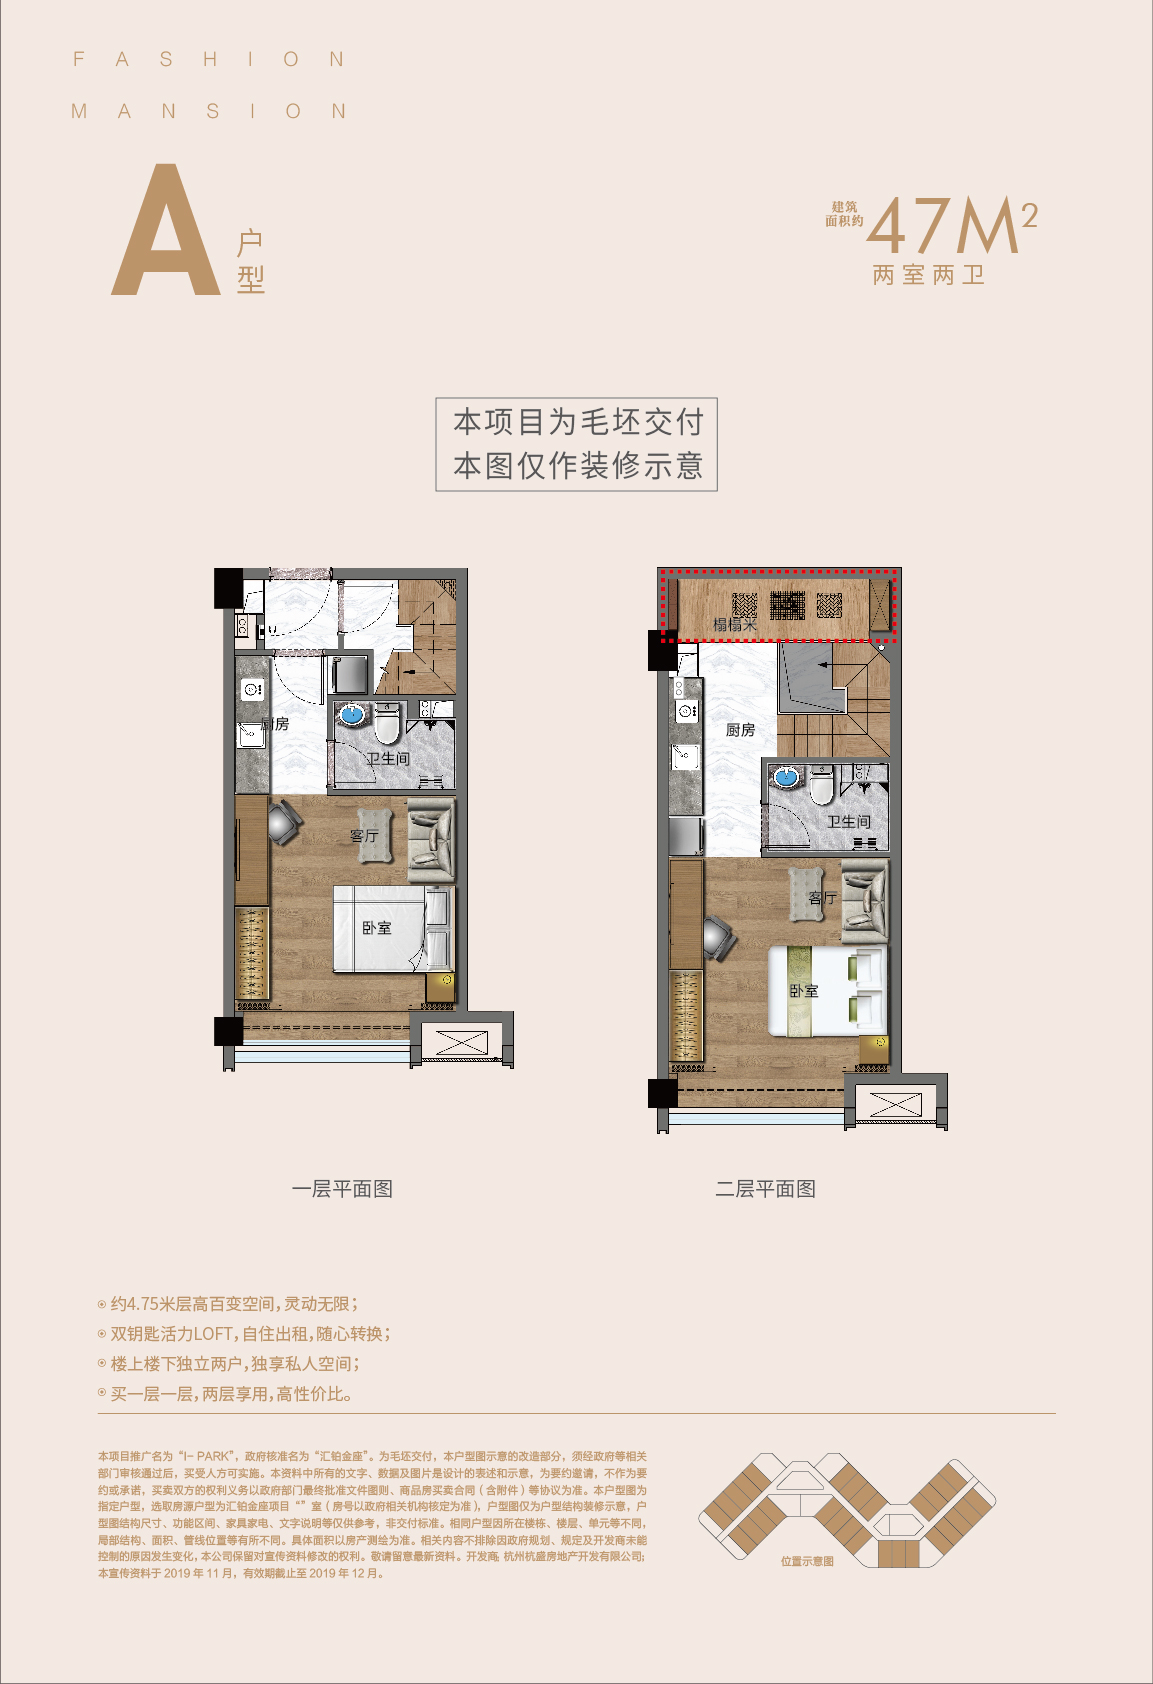 FASHION
MANSION
A
户
型
建筑
面积约
47M²
两室两卫
本项目为毛坯交付
本图仅作装修示意
榻榻米
厨房
厨房
卫生间
卫生间
客厅
客厅
卧室
卧室
一层平面图
二层平面图
约4.75米层高百变空间，灵动无限；
双钥匙活力LOFT，自住出租，随心转换；
楼上楼下独立两户，独享私人空间；
买一层一层，两层享用，高性价比。
本项目推广名为“I- PARK”，政府核准名为“汇铂金座”。为毛坯交付，本户型图示意的改造部分，须经政府等相关
部门审核通过后，买受人方可实施。本资料中所有的文字、数据及图片是设计的表述和示意，为要约邀请，不作为要
约或承诺，买卖双方的权利义务以政府部门最终批准文件图则、商品房买卖合同（含附件）等协议为准。本户型图为
指定户型，选取房源户型为汇铂金座项目“”室（房号以政府相关机构核定为准），户型图仅为户型结构装修示意，户
型图结构尺寸、功能区间、家具家电、文字说明等仅供参考，非交付标准。相同户型因所在楼栋、楼层、单元等不同，
局部结构、面积、管线位置等有所不同。具体面积以房产测绘为准。相关内容不排除因政府规划、规定及开发商未能
控制的原因发生变化，本公司保留对宣传资料修改的权利。敬请留意最新资料。开发商：杭州杭盛房地产开发有限公司；
本宣传资料于 2019 年 11 月，有效期截止至 2019 年 12 月。
位置示意图